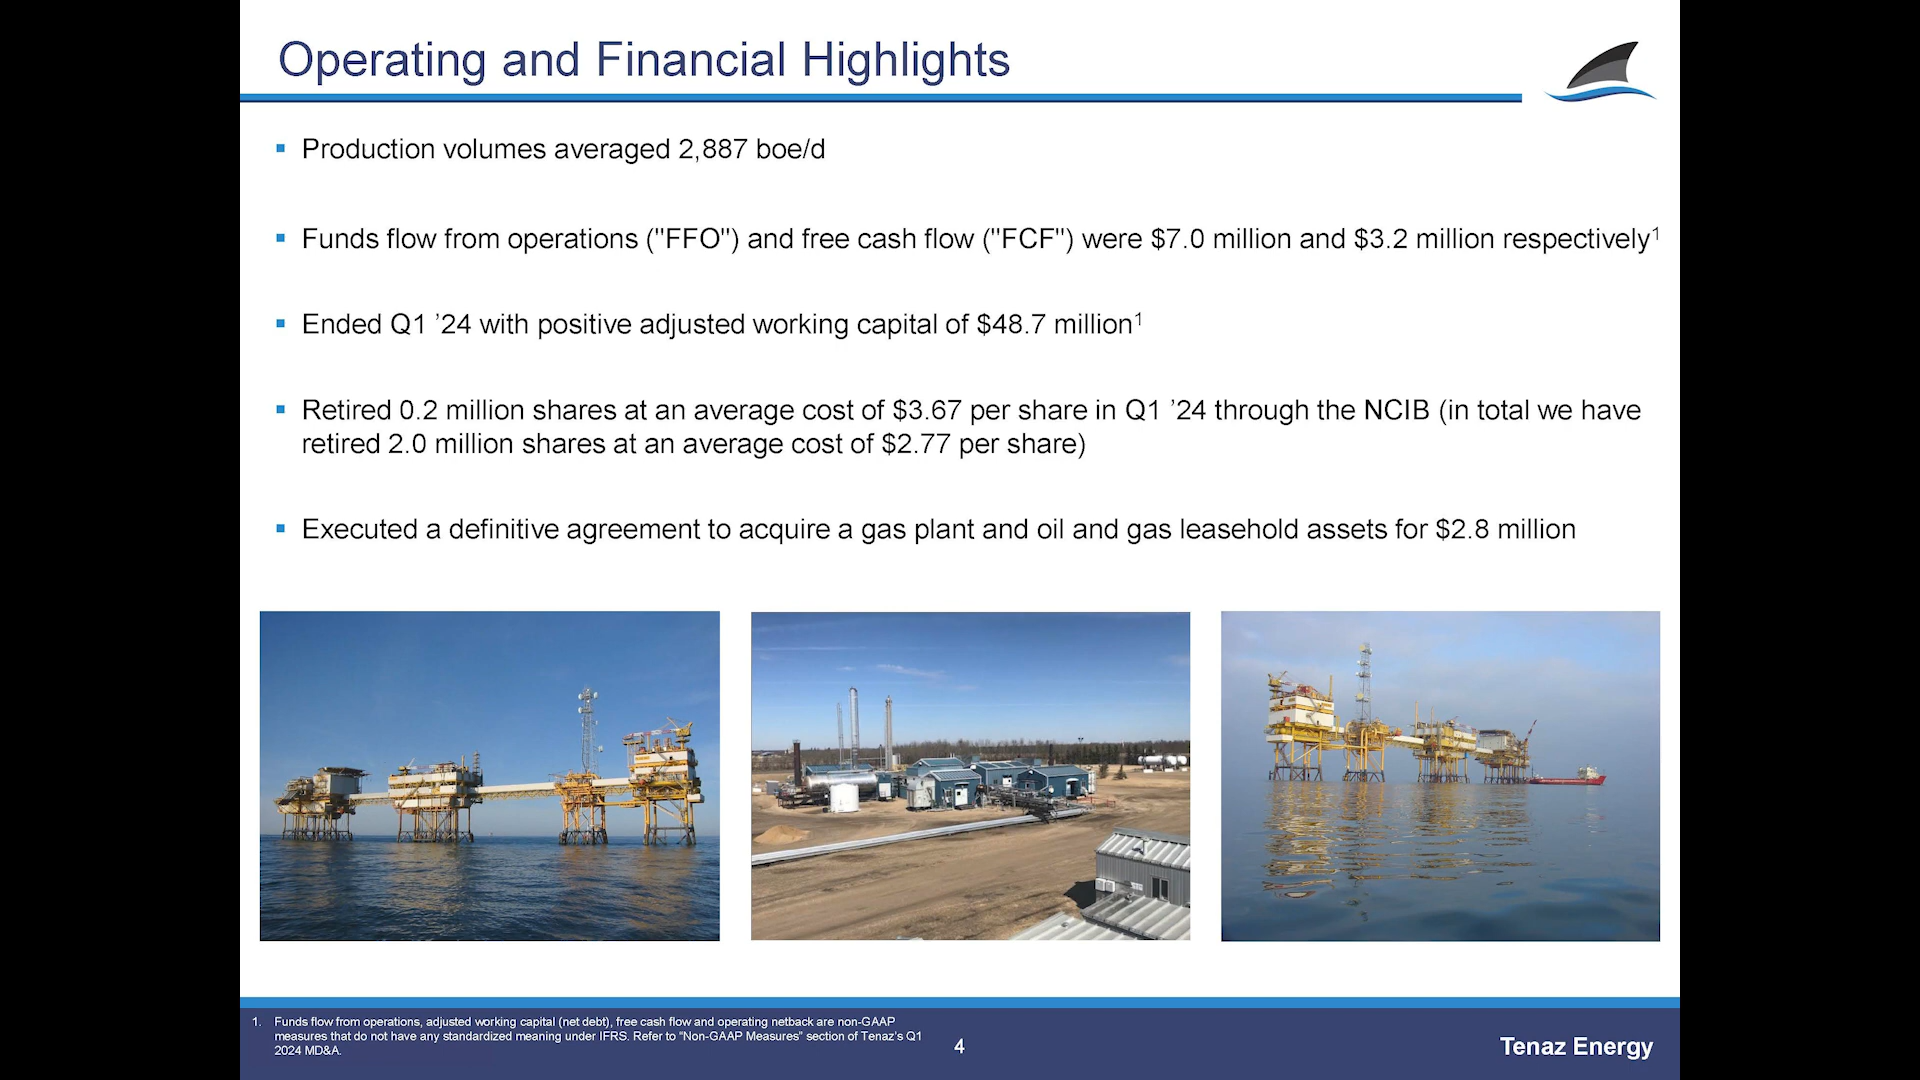 Operating and Financial Highlights
▪ Production volumes averaged 2,887 boe/d
▪ Funds flow from operations ("FFO") and free cash flow ("FCF") were $7.0 million and $3.2 million respectively¹
▪ Ended Q1 ’24 with positive adjusted working capital of $48.7 million¹
▪ Retired 0.2 million shares at an average cost of $3.67 per share in Q1 ’24 through the NCIB (in total we have
retired 2.0 million shares at an average cost of $2.77 per share)
▪ Executed a definitive agreement to acquire a gas plant and oil and gas leasehold assets for $2.8 million
1. Funds flow from operations, adjusted working capital (net debt), free cash flow and operating netback are non-GAAP
measures that do not have any standardized meaning under IFRS. Refer to “Non-GAAP Measures” section of Tenaz’s Q1
2024 MD&A.
4
Tenaz Energy